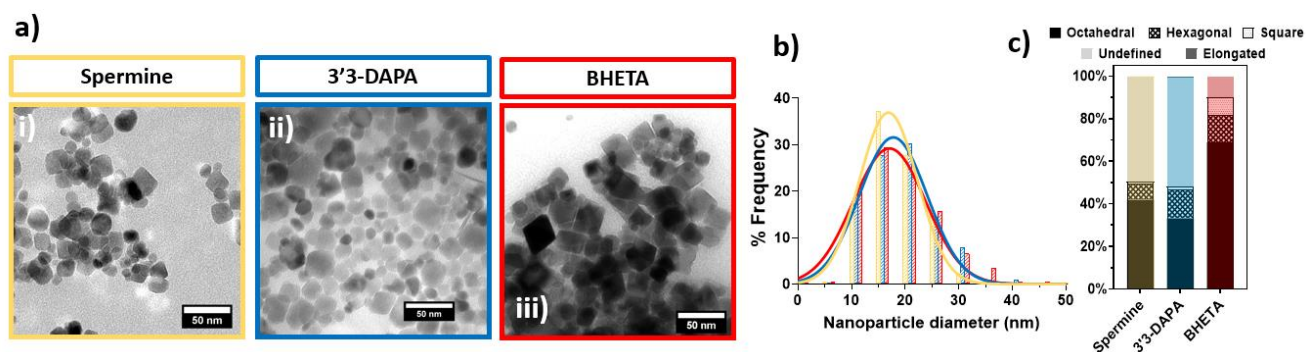 a)
Spermine
3'3-DAPA
BHETA
i)
50 nm
ii)
50 nm
iii)
50 nm
b)
% Frequency
40
30
20
10
0
0 10 20 30 40 50
Nanoparticle diameter (nm)
c)
Octahedral Hexagonal Square
Undefined Elongated
100%
80%
60%
40%
20%
0%
Spermine
3'3-DAPA
BHETA